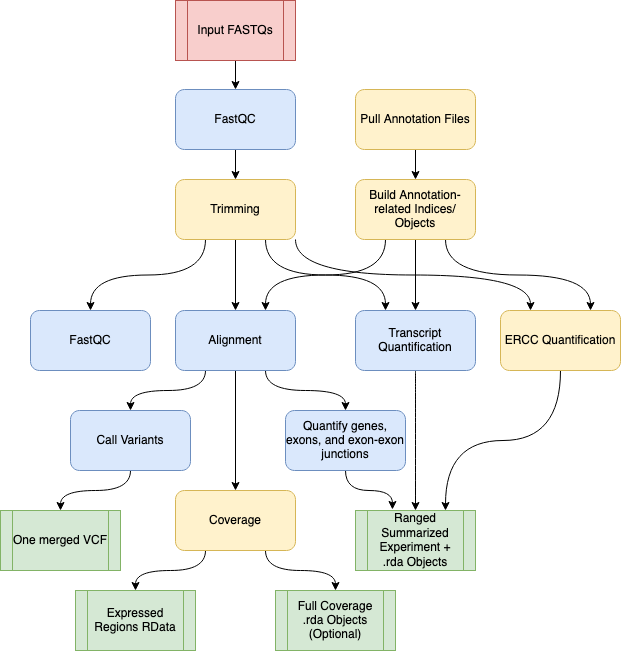 Input FASTQs
FastQC
Pull Annotation Files
Trimming
Build Annotation-
related Indices/
Objects
FastQC
Alignment
Transcript
Quantification
ERCC Quantification
Call Variants
Quantify genes,
exons, and exon-exon
junctions
One merged VCF
Coverage
Ranged
Summarized
Experiment +
.rda Objects
Expressed
Regions RData
Full Coverage
.rda Objects
(Optional)